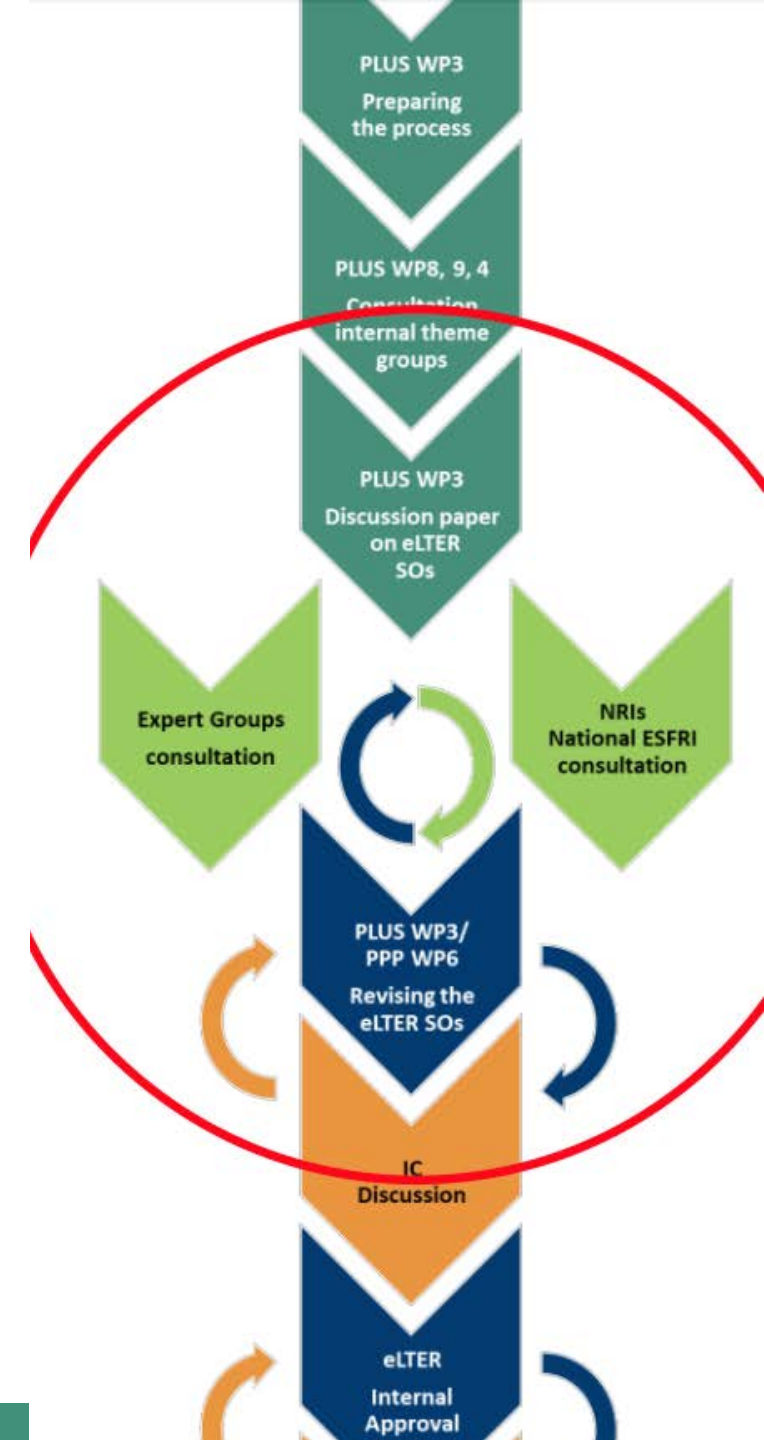 PLUS WP3
Preparing
the process
PLUS WP8, 9, 4
Consultation
internal theme
groups
PLUS WP3
Discussion paper
on eLTER
SOs
Expert Groups
consultation
NRIs
National ESFRI
consultation
PLUS WP3/
PPP WP6
Revising the
eLTER SOs
IC
Discussion
eLTER
Internal
Approval